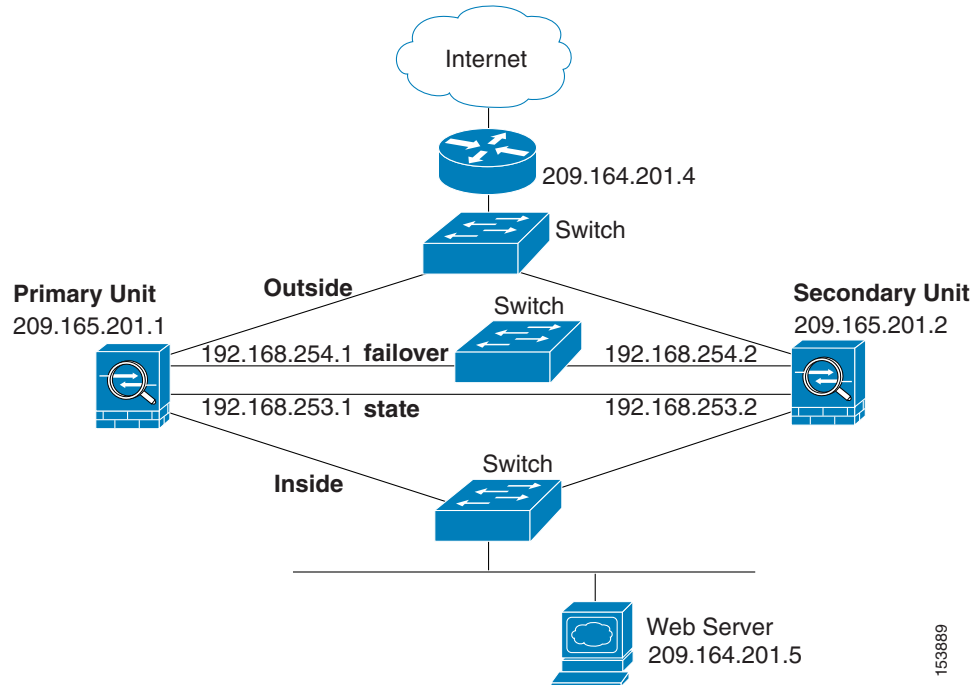 Internet
209.164.201.4
Switch
Outside
Primary Unit
209.165.201.1
Switch
Secondary Unit
209.165.201.2
192.168.254.1 failover
192.168.254.2
192.168.253.1 state
192.168.253.2
Switch
Inside
Web Server
209.164.201.5
153889